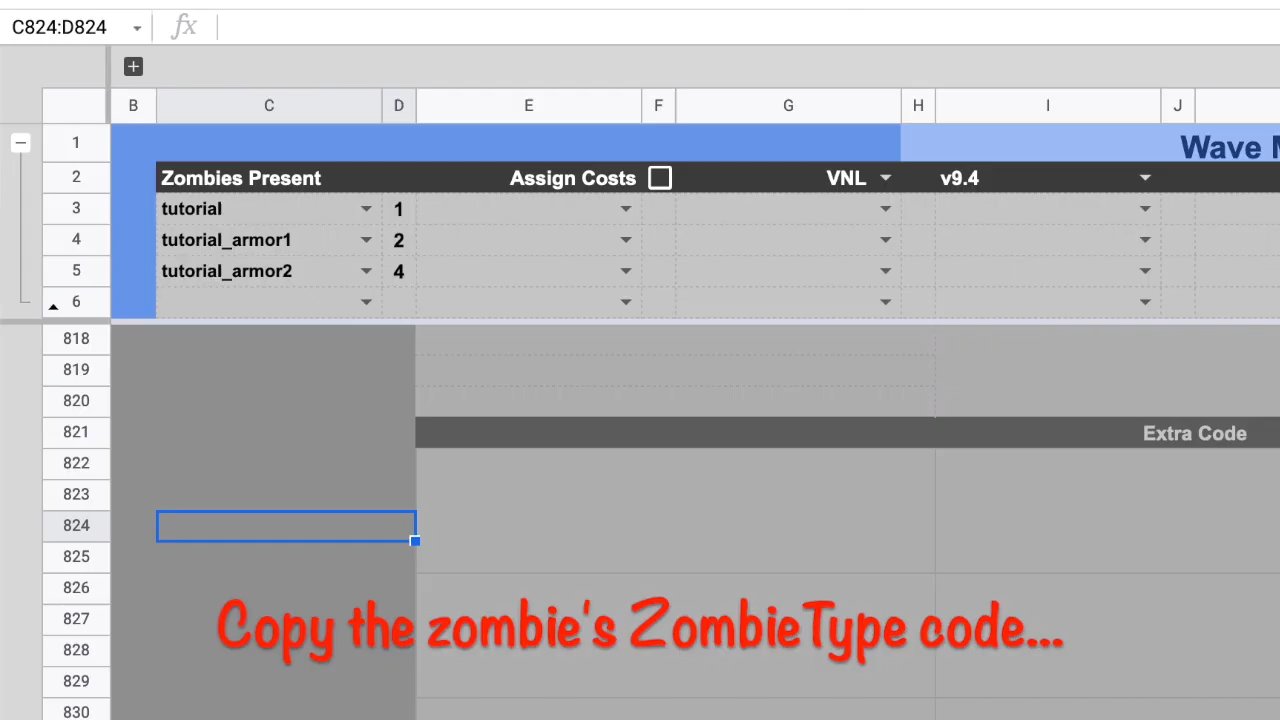 C824:D824 fx
B C D E F G H I J
1 Wave M
2 Zombies Present Assign Costs VNL v9.4
3 tutorial 1
4 tutorial_armor1 2
5 tutorial_armor2 4
6
818
819
820
821 Extra Code
822
823
824
825
826
827
828
829
830
Copy the zombie's ZombieType code...